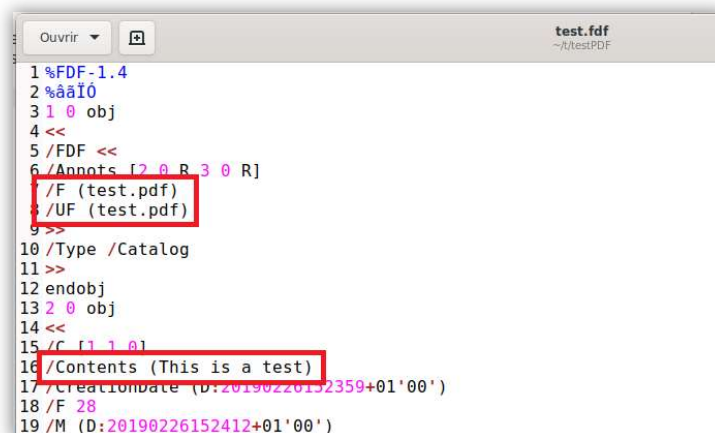 Ouvrir
test.fdf
~/t/testPDF
1 %FDF-1.4
2 %âãÏÓ
3 1 0 obj
4 <<
5 /FDF <<
6 /Annots [2 0 R 3 0 R]
7 /F (test.pdf)
8 /UF (test.pdf)
9 >>
10 /Type /Catalog
11 >>
12 endobj
13 2 0 obj
14 <<
15 /C [1 1 0]
16 /Contents (This is a test)
17 /CreationDate (D:20190226152359+01'00')
18 /F 28
19 /M (D:20190226152412+01'00')